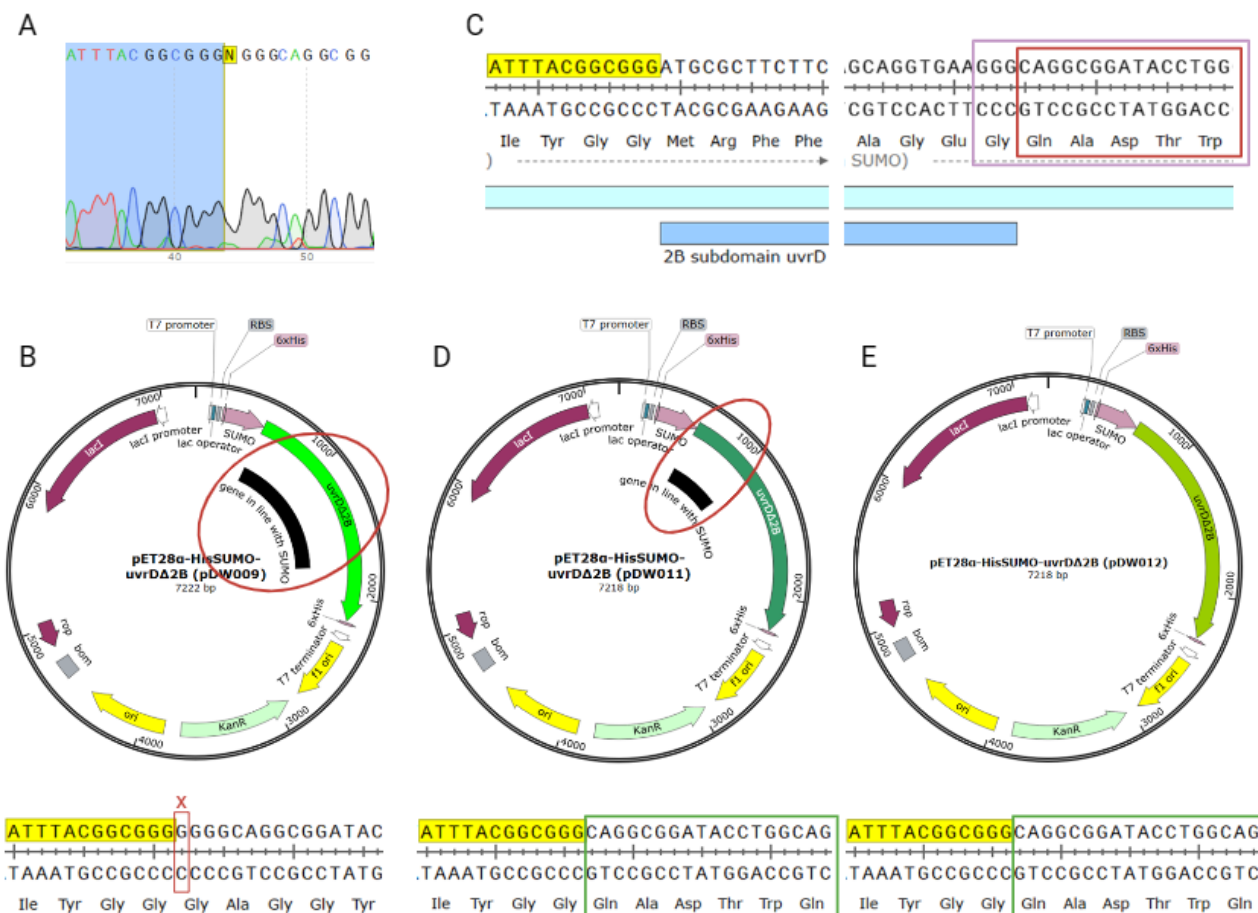 A
ATTTACGGCGGGNGGGCAGGCGG
40
50
C
ATTTACGGCGGGATGCGCTTCTTC
.TAAATGCCGCCCTACGCGAAGAAG
Ile Tyr Gly Gly Met Arg Phe Phe
AGCAGGTGAAGGGCAGGCGGATACCTGG
CGTCCACTTCCCGTCCGCCTATGGACC
Ala Gly Glu Gly Gln Ala Asp Thr Trp
)
SUMO)
2B subdomain uvrD
B
T7 promoter
RBS
6xHis
7000
lacI
lacI promoter
lac operator
SUMO
1000
uvrDΔ2B
gene in line with SUMO
6000
pET28α-HisSUMO-
uvrDΔ2B (pDW009)
7222 bp
2000
6xHis
T7 terminator
f1 ori
3000
KanR
4000
ori
bom
5000
rop
D
T7 promoter
RBS
6xHis
7000
lacI
lacI promoter
lac operator
SUMO
1000
uvrDΔ2B
gene in line with SUMO
6000
pET28α-HisSUMO-
uvrDΔ2B (pDW011)
7218 bp
2000
6xHis
T7 terminator
f1 ori
3000
KanR
4000
ori
bom
5000
rop
E
T7 promoter
RBS
6xHis
7000
lacI
lacI promoter
lac operator
SUMO
1000
uvrDΔ2B
6000
pET28α-HisSUMO-uvrDΔ2B (pDW012)
7218 bp
2000
6xHis
T7 terminator
f1 ori
3000
KanR
4000
ori
bom
5000
rop
X
ATTTACGGCGGGGGGGCAGGCGGATAC
.TAAATGCCGCCCCCCCGTCCGCCTATG
Ile Tyr Gly Gly Gly Ala Gly Gly Tyr
ATTTACGGCGGGCAGGCGGATACCTGGCAG
.TAAATGCCGCCCGTCCGCCTATGGACCGTC
Ile Tyr Gly Gly Gln Ala Asp Thr Trp Gln
ATTTACGGCGGGCAGGCGGATACCTGGCAG
.TAAATGCCGCCCGTCCGCCTATGGACCGTC
Ile Tyr Gly Gly Gln Ala Asp Thr Trp Gln